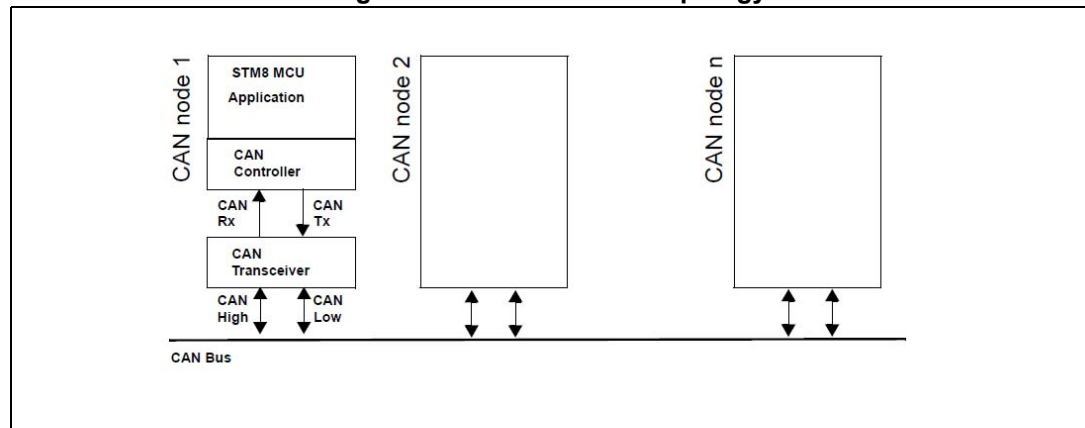 CAN node 1
STM8 MCU
Application
CAN
Controller
CAN
Rx
CAN
Tx
CAN
Transceiver
CAN
High
CAN
Low
CAN node 2
CAN node n
CAN Bus